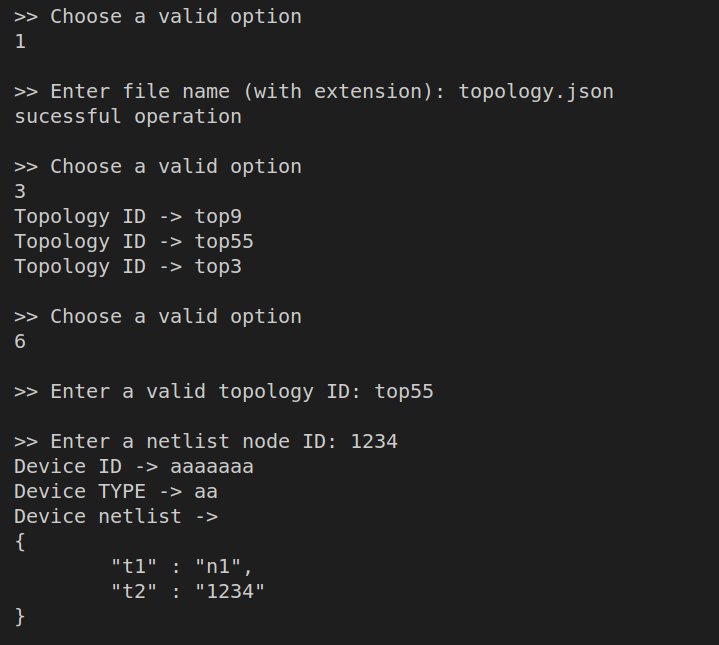 >> Choose a valid option
1
>> Enter file name (with extension): topology.json
sucessful operation
>> Choose a valid option
3
Topology ID -> top9
Topology ID -> top55
Topology ID -> top3
>> Choose a valid option
6
>> Enter a valid topology ID: top55
>> Enter a netlist node ID: 1234
Device ID -> aaaaaaa
Device TYPE -> aa
Device netlist ->
{
"t1" : "n1",
"t2" : "1234"
}